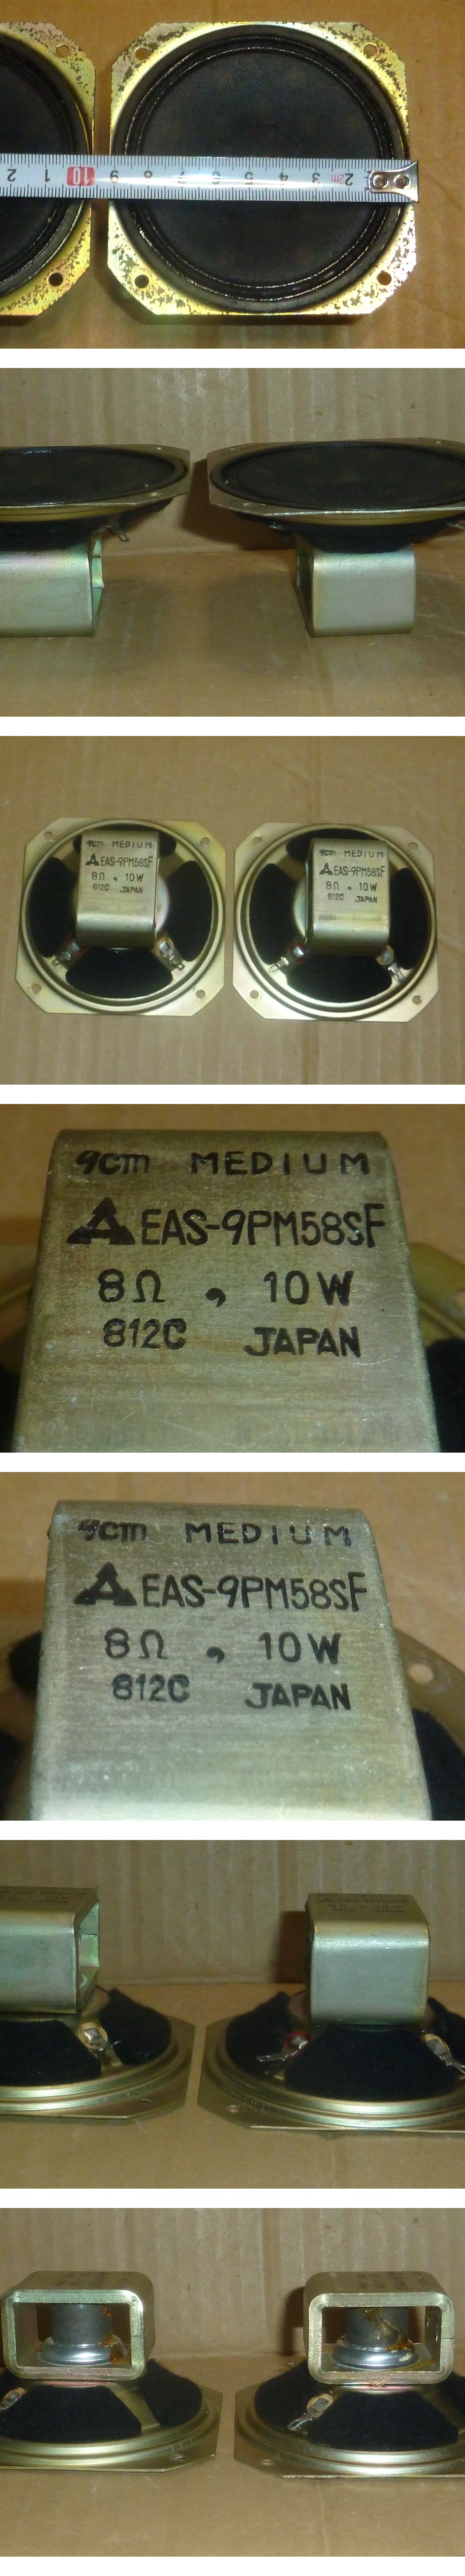 2 1 10 9 8 7 6 5 4 3 2m 2
9cm MEDIUM
EAS-9PM58SF
8Ω , 10W
812C JAPAN
9cm MEDIUM
EAS-9PM58SF
8Ω , 10W
812C JAPAN
9cm MEDIUM
EAS-9PM58SF
8Ω , 10W
812C JAPAN
9cm MEDIUM
EAS-9PM58SF
8Ω , 10W
812C JAPAN